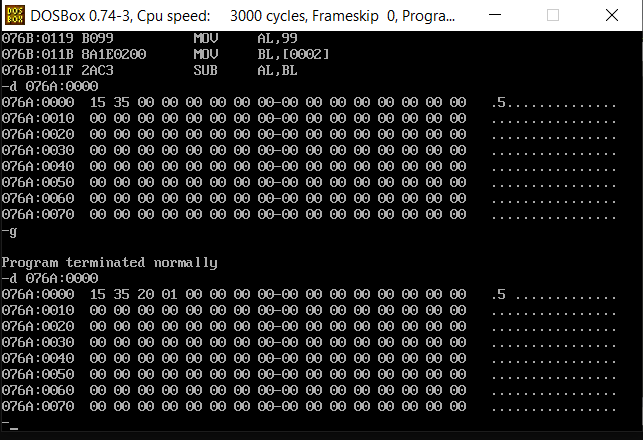 DOS BOX DOSBox 0.74-3, Cpu speed: 3000 cycles, Frameskip 0, Progra...
076B:0119 B099 MOV AL,99
076B:011B 8A1E0200 MOV BL,[0002]
076B:011F 2AC3 SUB AL,BL
-d 076A:0000
076A:0000 15 35 00 00 00 00 00 00-00 00 00 00 00 00 00 00 .5..............
076A:0010 00 00 00 00 00 00 00 00-00 00 00 00 00 00 00 00 ................
076A:0020 00 00 00 00 00 00 00 00-00 00 00 00 00 00 00 00 ................
076A:0030 00 00 00 00 00 00 00 00-00 00 00 00 00 00 00 00 ................
076A:0040 00 00 00 00 00 00 00 00-00 00 00 00 00 00 00 00 ................
076A:0050 00 00 00 00 00 00 00 00-00 00 00 00 00 00 00 00 ................
076A:0060 00 00 00 00 00 00 00 00-00 00 00 00 00 00 00 00 ................
076A:0070 00 00 00 00 00 00 00 00-00 00 00 00 00 00 00 00 ................
-g
Program terminated normally
-d 076A:0000
076A:0000 15 35 20 01 00 00 00 00-00 00 00 00 00 00 00 00 .5 .............
076A:0010 00 00 00 00 00 00 00 00-00 00 00 00 00 00 00 00 ................
076A:0020 00 00 00 00 00 00 00 00-00 00 00 00 00 00 00 00 ................
076A:0030 00 00 00 00 00 00 00 00-00 00 00 00 00 00 00 00 ................
076A:0040 00 00 00 00 00 00 00 00-00 00 00 00 00 00 00 00 ................
076A:0050 00 00 00 00 00 00 00 00-00 00 00 00 00 00 00 00 ................
076A:0060 00 00 00 00 00 00 00 00-00 00 00 00 00 00 00 00 ................
076A:0070 00 00 00 00 00 00 00 00-00 00 00 00 00 00 00 00 ................
-_